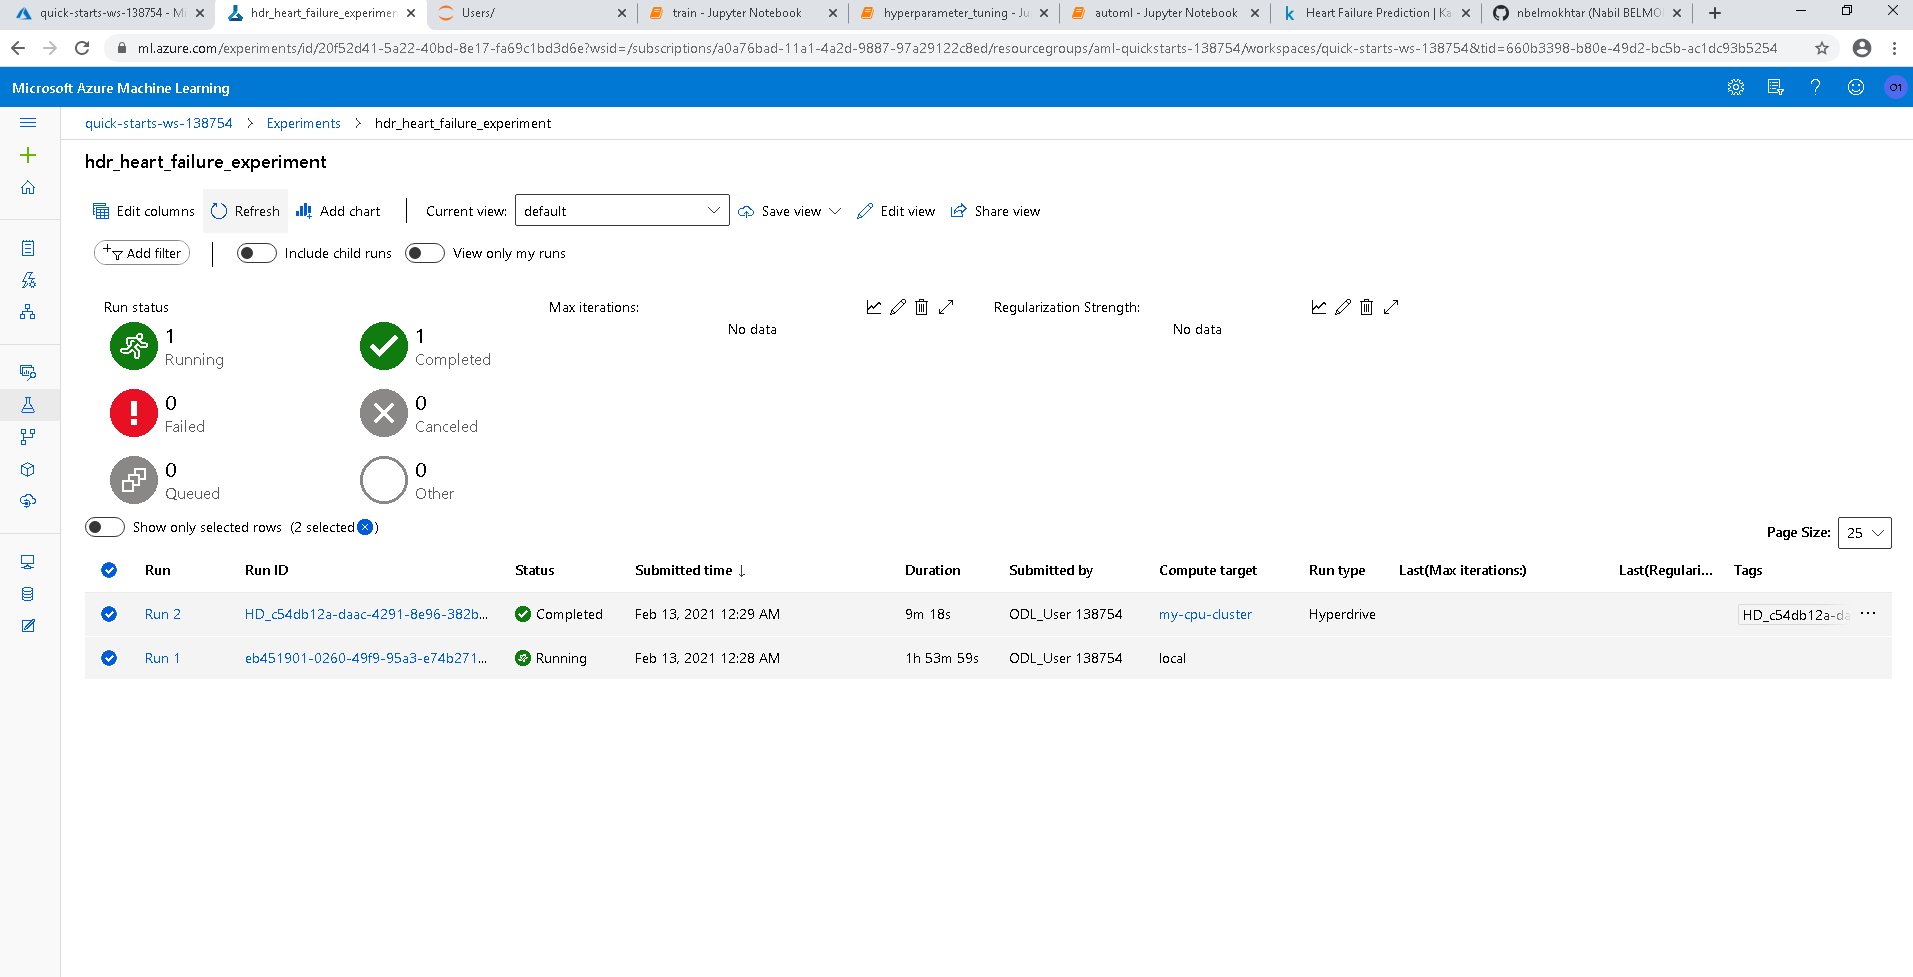 quick-starts-ws-138754 - Mi
hdr_heart_failure_experimen
Users/
train - Jupyter Notebook
hyperparameter_tuning - Ju
automl - Jupyter Notebook
Heart Failure Prediction | Ka
nbelmokhtar (Nabil BELMO
ml.azure.com/experiments/id/20f52d41-5a22-40bd-8e17-fa69c1bd3d6e?wsid=/subscriptions/a0a76bad-11a1-4a2d-9887-97a29122c8ed/resourcegroups/aml-quickstarts-138754/workspaces/quick-starts-ws-138754&tid=660b3398-b80e-49d2-bc5b-ac1dc93b5254
Microsoft Azure Machine Learning
O1
quick-starts-ws-138754 > Experiments > hdr_heart_failure_experiment
hdr_heart_failure_experiment
Edit columns Refresh Add chart Current view: default Save view Edit view Share view
Add filter Include child runs View only my runs
Run status Max iterations: Regularization Strength:
No data No data
1 Running
1 Completed
0 Failed
0 Canceled
0 Queued
0 Other
Show only selected rows (2 selected )
Page Size: 25
Run Run ID Status Submitted time ↓ Duration Submitted by Compute target Run type Last(Max iterations:) Last(Regulari... Tags
Run 2 HD_c54db12a-daac-4291-8e96-382b... Completed Feb 13, 2021 12:29 AM 9m 18s ODL_User 138754 my-cpu-cluster Hyperdrive HD_c54db12a-da ...
Run 1 eb451901-0260-49f9-95a3-e74b271... Running Feb 13, 2021 12:28 AM 1h 53m 59s ODL_User 138754 local